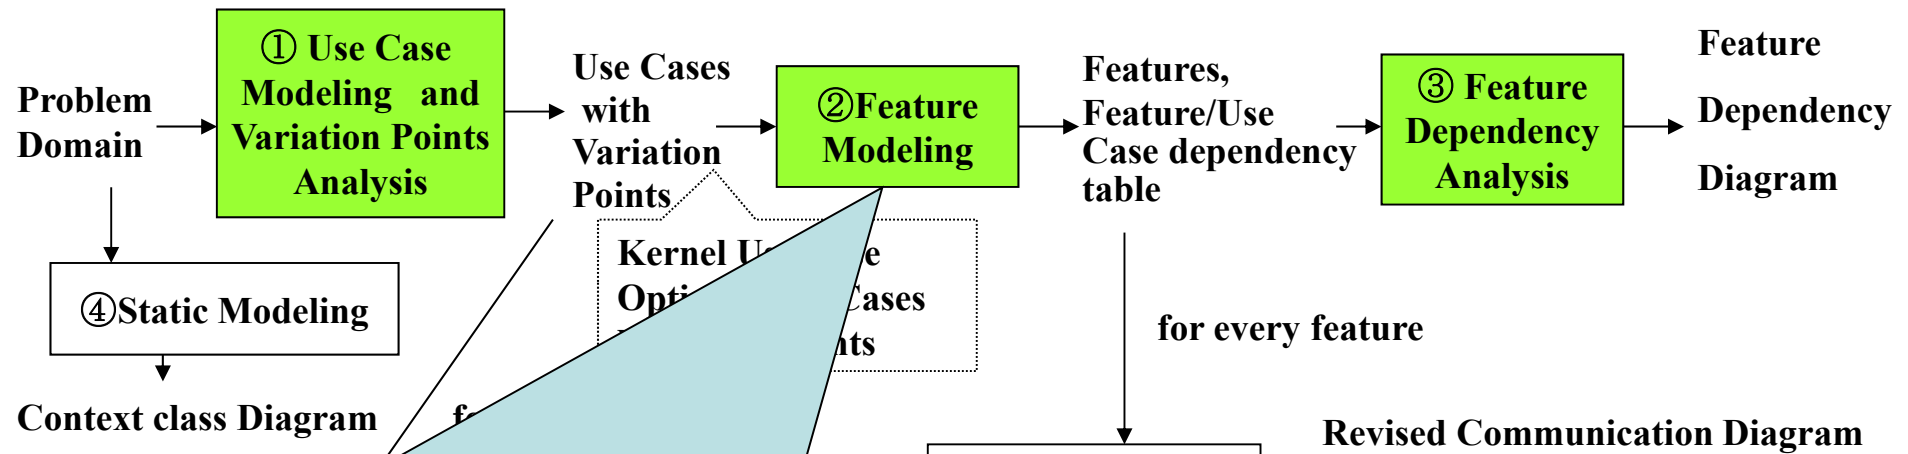 Problem
Domain
① Use Case
Modeling and
Variation Points
Analysis
Use Cases
with
Variation
Points
②Feature
Modeling
Features,
Feature/Use
Case dependency
table
③ Feature
Dependency
Analysis
Feature
Dependency
Diagram
④Static Modeling
Kernel
Cases
for every feature
Context class Diagram
Revised Communication Diagram